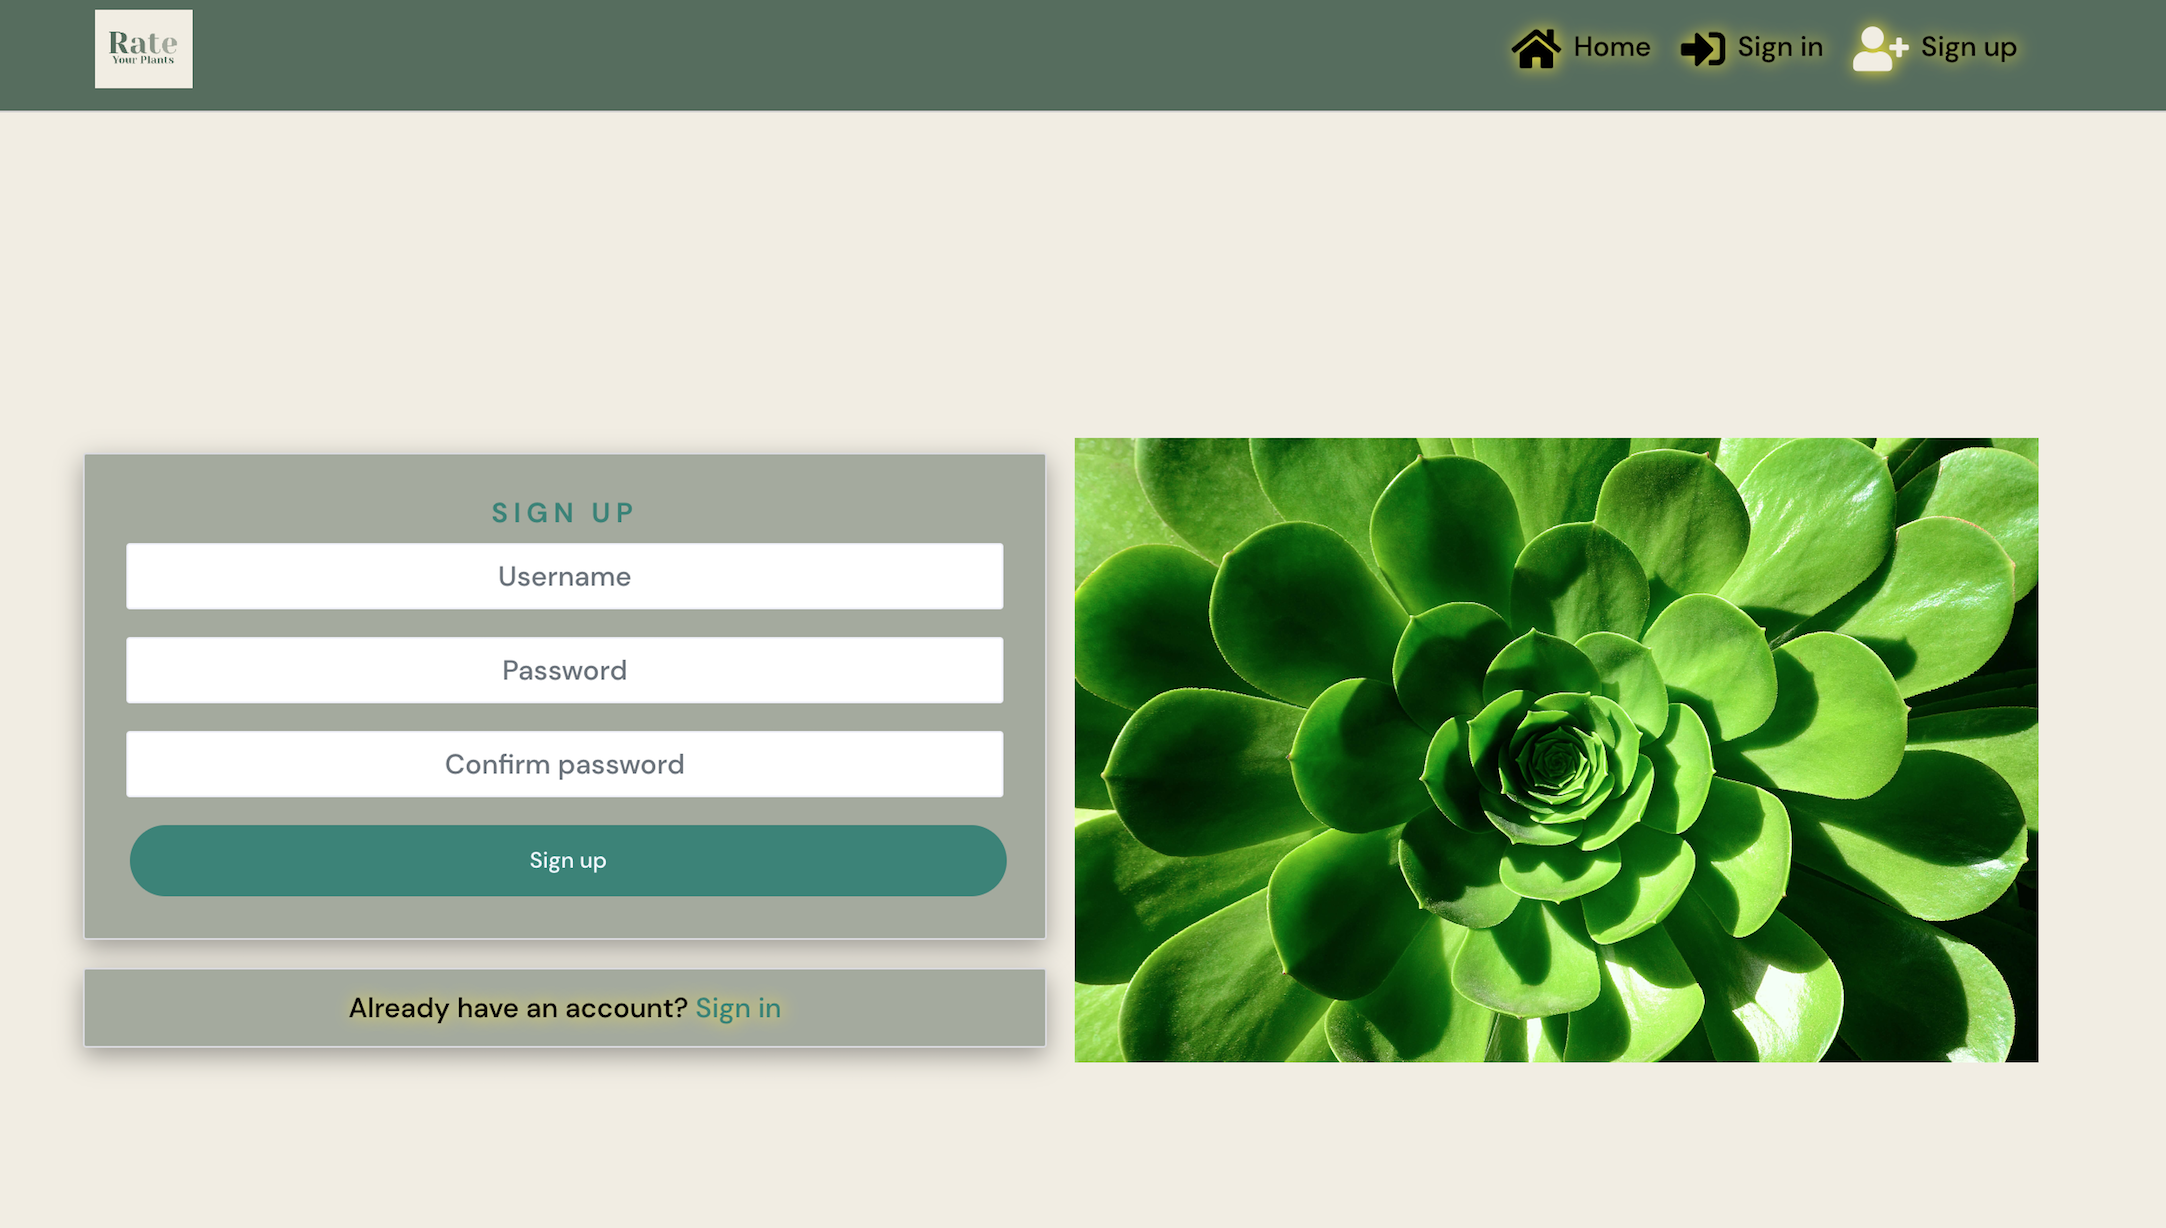 Rate
Your Plants
Home
Sign in
Sign up
SIGN UP
Username
Password
Confirm password
Sign up
Already have an account? Sign in